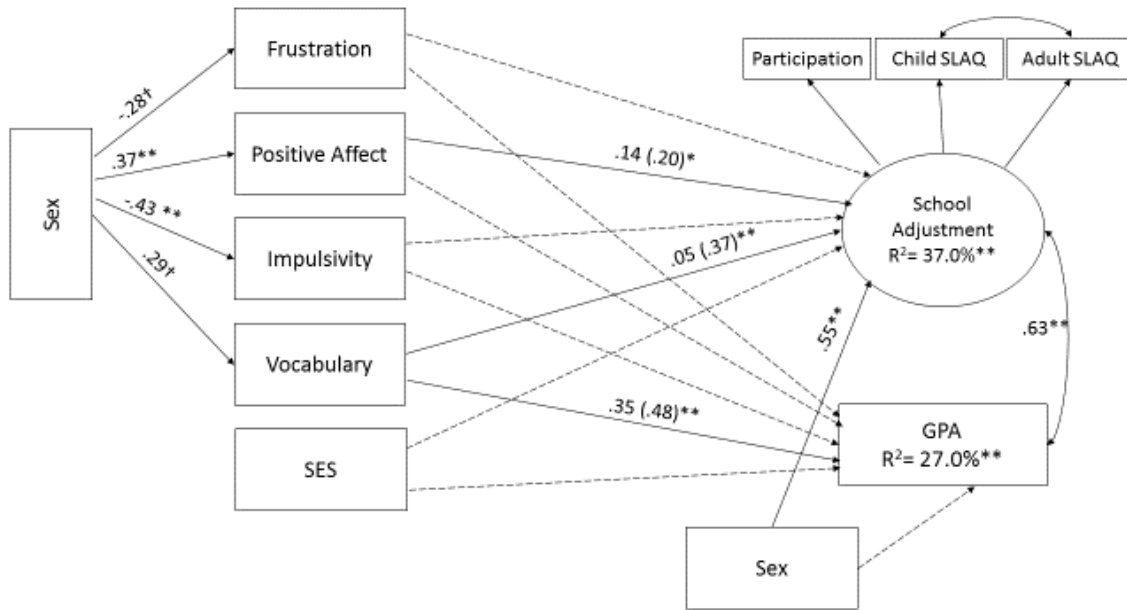 Frustration
Participation
Child SLAQ
Adult SLAQ
-.28†
Positive Affect
.37**
.14 (.20)*
Sex
-.43 **
School
Adjustment
R²= 37.0%**
Impulsivity
.05 (.37)**
.29†
.55**
.63**
Vocabulary
.35 (.48)**
GPA
R²= 27.0%**
SES
Sex